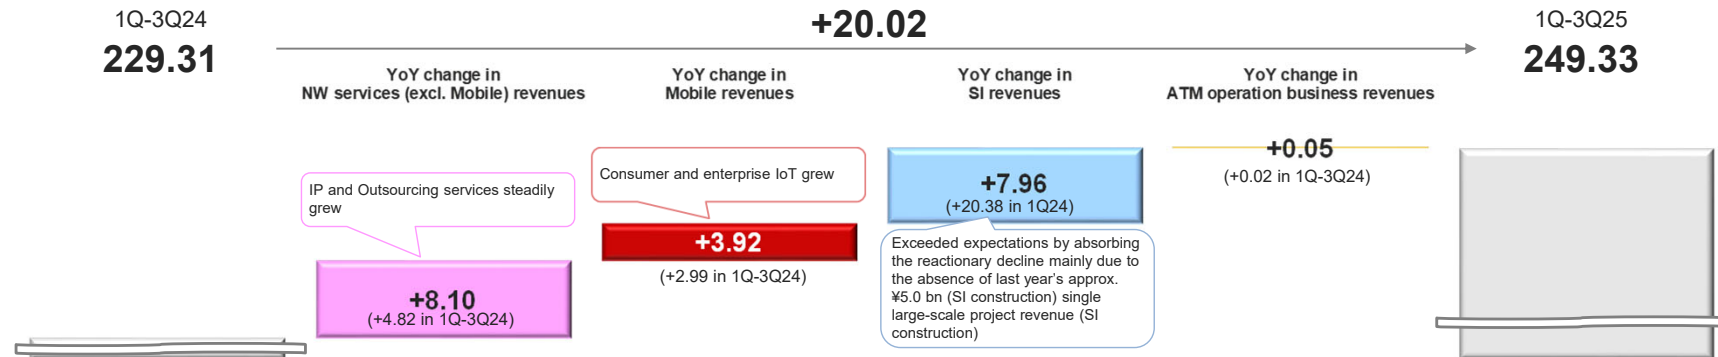 1Q-3Q24
229.31
+20.02
1Q-3Q25
249.33
YoY change in
NW services (excl. Mobile) revenues
YoY change in
Mobile revenues
YoY change in
SI revenues
YoY change in
ATM operation business revenues
IP and Outsourcing services steadily
grew
+8.10
(+4.82 in 1Q-3Q24)
Consumer and enterprise IoT grew
+3.92
(+2.99 in 1Q-3Q24)
+7.96
(+20.38 in 1Q24)
Exceeded expectations by absorbing
the reactionary decline mainly due to
the absence of last year's approx.
¥5.0 bn (SI construction) single
large-scale project revenue (SI
construction)
+0.05
(+0.02 in 1Q-3Q24)